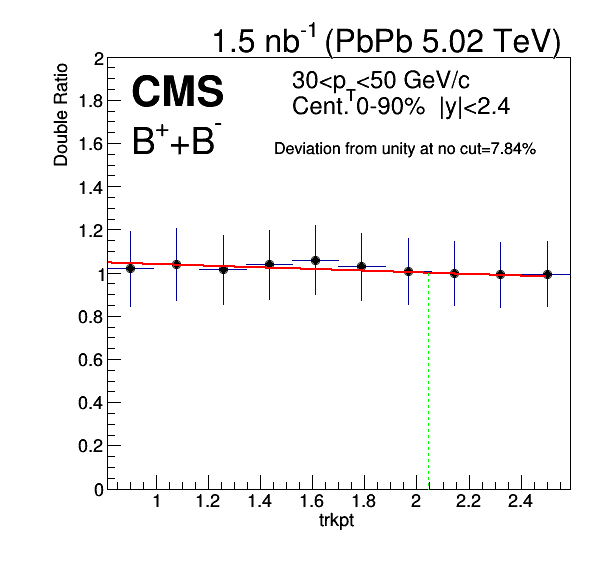 1.5 nb⁻¹ (PbPb 5.02 TeV)
CMS
30<p_T<50 GeV/c
Cent. 0-90% |y|<2.4
B⁺+B⁻
Deviation from unity at no cut=7.84%
Double Ratio
2
1.8
1.6
1.4
1.2
1
0.8
0.6
0.4
0.2
0
1 1.2 1.4 1.6 1.8 2 2.2 2.4
trkpt